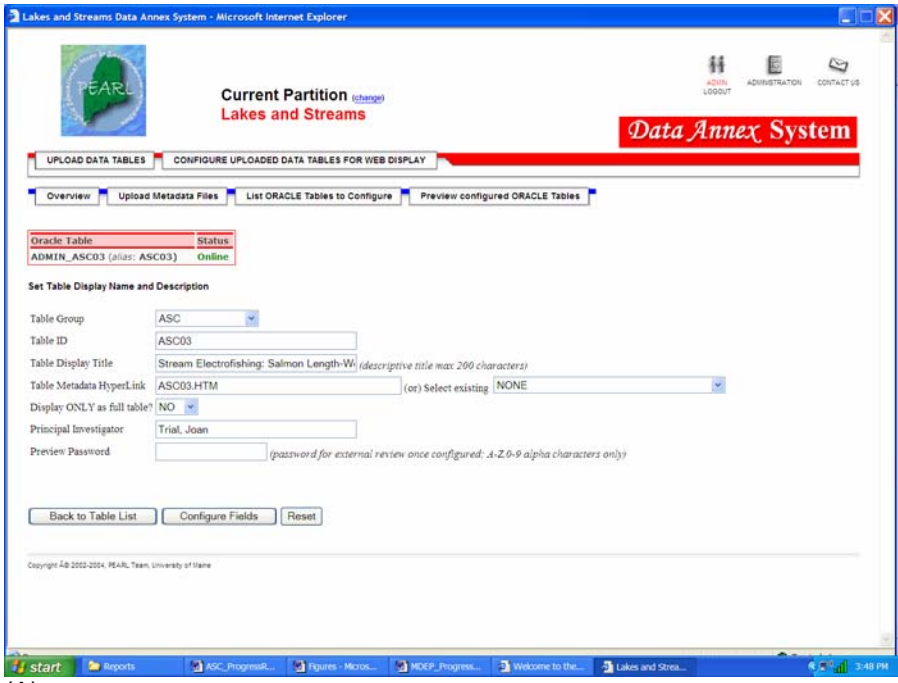 Lakes and Streams Data Annex System - Microsoft Internet Explorer
PEARL
Current Partition (change)
Lakes and Streams
ADMIN LOGOUT
ADMINISTRATION
CONTACT US
Data Annex System
UPLOAD DATA TABLES CONFIGURE UPLOADED DATA TABLES FOR WEB DISPLAY
Overview Upload Metadata Files List ORACLE Tables to Configure Preview configured ORACLE Tables
Oracle Table Status
ADMIN_ASC03 (alias: ASC03) Online
Set Table Display Name and Description
Table Group ASC
Table ID ASC03
Table Display Title Stream Electrofishing: Salmon Length-We (descriptive title max 200 characters)
Table Metadata HyperLink ASC03.HTM (or) Select existing NONE
Display ONLY as full table? NO
Principal Investigator Trial, Joan
Preview Password (password for external review once configured; A-Z,0-9 alpha characters only)
Back to Table List Configure Fields Reset
Copyright Â© 2002-2004, PEARL Team, University of Maine
start Reports ASC_ProgressR... Figures - Micros... MDEP_Progress... Welcome to the... Lakes and Strea... 3:48 PM